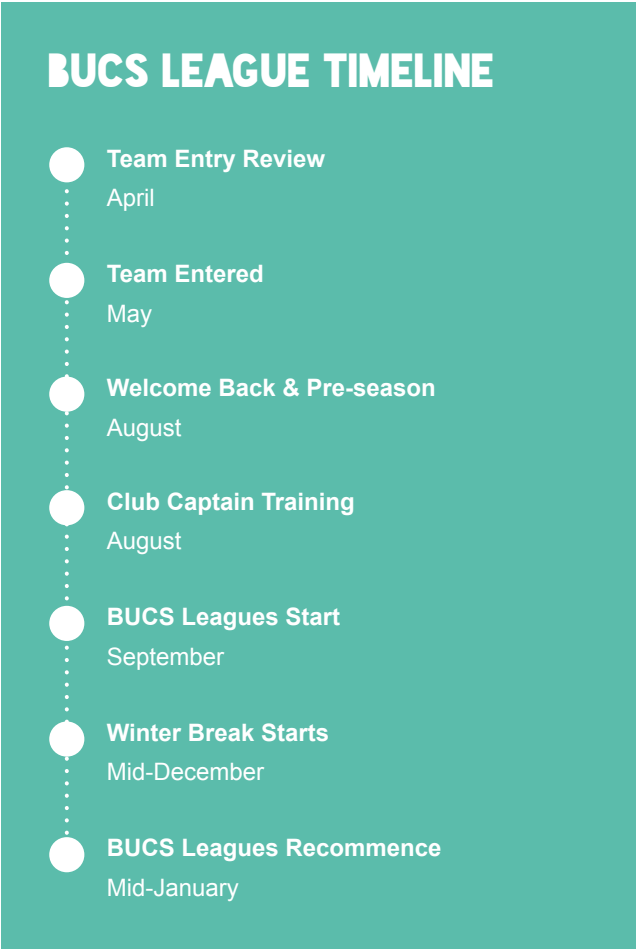 BUCS LEAGUE TIMELINE
Team Entry Review
April
Team Entered
May
Welcome Back & Pre-season
August
Club Captain Training
August
BUCS Leagues Start
September
Winter Break Starts
Mid-December
BUCS Leagues Recommence
Mid-January